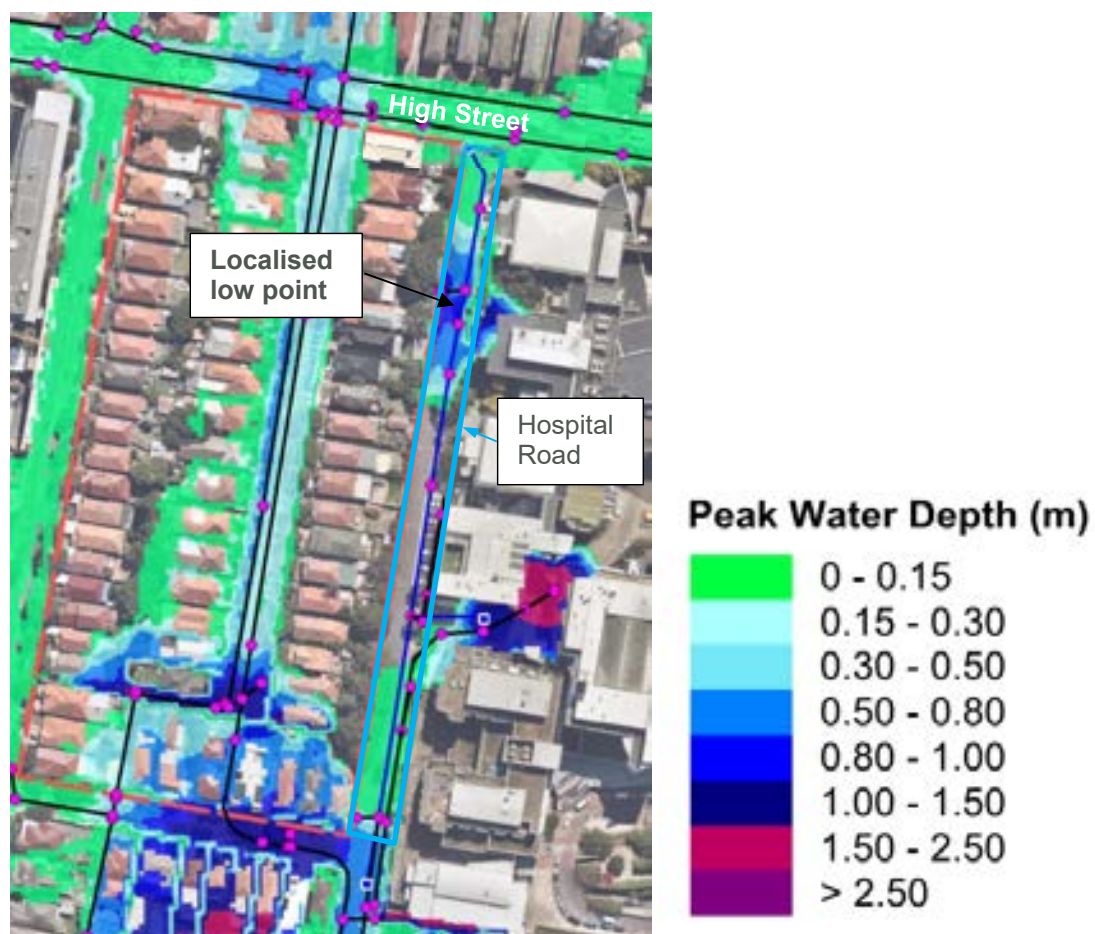 High Street
Localised
low point
Hospital
Road
Peak Water Depth (m)
0 - 0.15
0.15 - 0.30
0.30 - 0.50
0.50 - 0.80
0.80 - 1.00
1.00 - 1.50
1.50 - 2.50
> 2.50